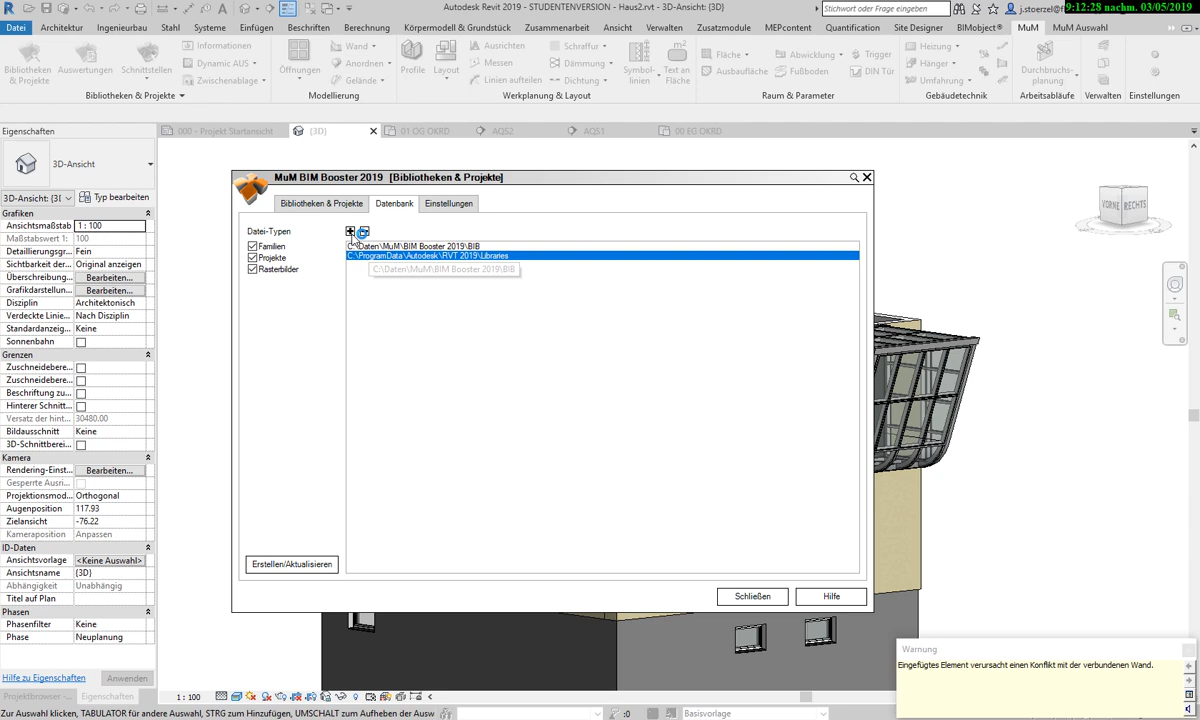 Autodesk Revit 2019 - STUDENTENVERSION - Haus2.rvt - 3D-Ansicht: {3D}
Stichwort oder Frage eingeben
j.stoerzel@f
9:12:28 nachm. 03/05/2019
Datei Architektur Ingenieurbau Stahl Systeme Einfügen Beschriften Berechnung Körpermodell & Grundstück Zusammenarbeit Ansicht Verwalten Zusatzmodule MEPcontent Quantification Site Designer BIMobject® MuM MuM Auswahl
Bibliotheken & Projekte
Auswertungen
Schnittstellen
Informationen
Dynamic AUS
Zwischenablage
Öffnungen
Wand
Anordnen
Gelände
Profile
Layout
Ausrichten
Messen
Linien aufteilen
Schaffur
Dämmung
Dichtung
Symbol-linien
Text an Fläche
Fläche
Ausbaufläche
Abwicklung
Fußboden
Trigger
DIN Tür
Heizung
Hänger
Umfahrung
Durchbruchs-planung
Bibliotheken & Projekte
Modellierung
Werkplanung & Layout
Raum & Parameter
Gebäudetechnik
Arbeitsabläufe
Verwalten
Einstellungen
Eigenschaften
000 - Projekt Startansicht
{3D}
01 OG OKRD
AQS2
AQS1
00 EG OKRD
3D-Ansicht
3D-Ansicht: {3I
Typ bearbeiten
Grafiken
Ansichtsmaßstab 1 : 100
Maßstabswert 1: 100
Detaillierungsgr... Fein
Sichtbarkeit der... Original anzeigen
Überschreibung... Bearbeiten...
Grafikdarstellun... Bearbeiten...
Disziplin Architektonisch
Verdeckte Linie... Nach Disziplin
Standardanzeig... Keine
Sonnenbahn
Grenzen
Zuschneidebere...
Zuschneidebere...
Beschriftung zu...
Hinterer Schnitt...
Versatz der hint... 30480.00
Bildausschnitt Keine
3D-Schnittberei...
Kamera
Rendering-Einst... Bearbeiten...
Gesperrte Ausri...
Projektionsmod... Orthogonal
Augenposition 117.93
Zielansicht -76.22
Kameraposition Anpassen
ID-Daten
Ansichtsvorlage <Keine Auswahl>
Ansichtsname {3D}
Abhängigkeit Unabhängig
Titel auf Plan
Phasen
Phasenfilter Keine
Phase Neuplanung
Hilfe zu Eigenschaften
Anwenden
Projektbrowser -...
Eigenschaften
MuM BIM Booster 2019 [Bibliotheken & Projekte]
Bibliotheken & Projekte
Datenbank
Einstellungen
Datei-Typen
Familien
Projekte
Rasterbilder
C:\Daten\MuM\BIM Booster 2019\BIB
C:\ProgramData\Autodesk\RVT 2019\Libraries
C:\Daten\MuM\BIM Booster 2019\BIB
Erstellen/Aktualisieren
Schließen
Hilfe
VORNE
RECHTS
Warnung
Eingefügtes Element verursacht einen Konflikt mit der verbundenen Wand.
1 : 100
Zur Auswahl klicken, TABULATOR für andere Auswahl, STRG zum Hinzufügen, UMSCHALT zum Aufheben der Ausw
:0
Basisvorlage